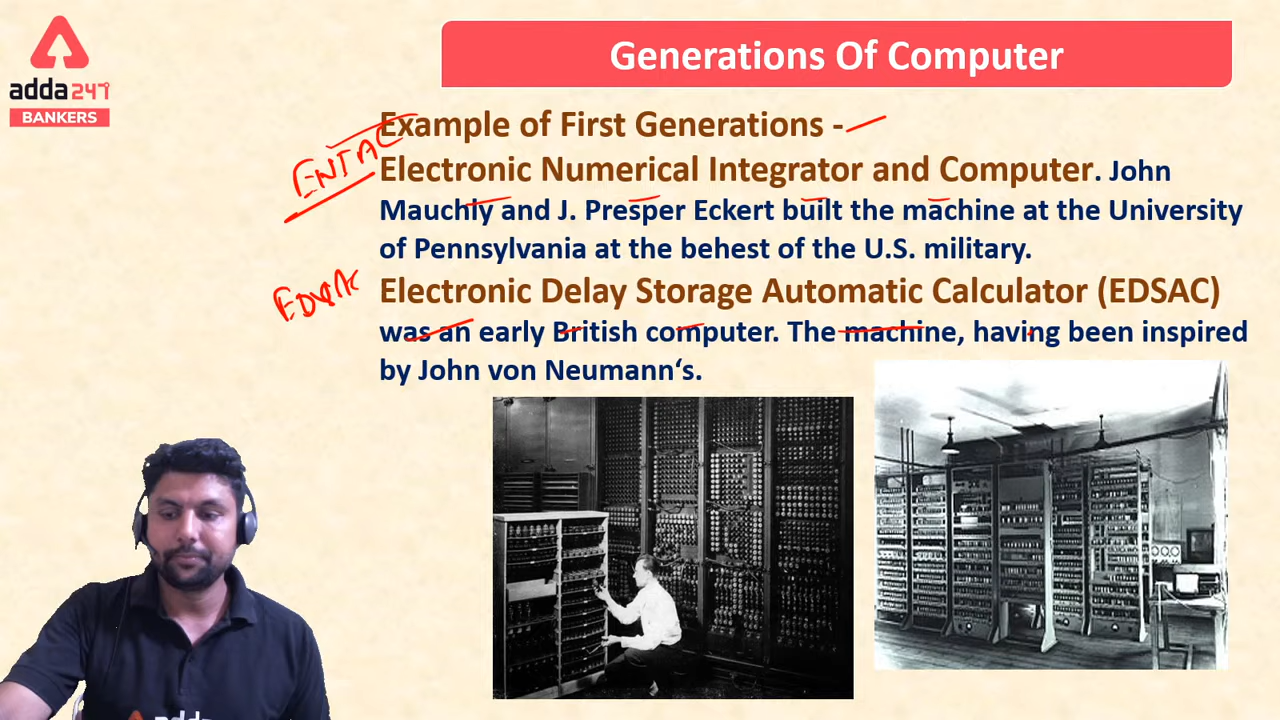 adda247
BANKERS
Generations Of Computer
Example of First Generations -
ENIAC
Electronic Numerical Integrator and Computer. John
Mauchly and J. Presper Eckert built the machine at the University
of Pennsylvania at the behest of the U.S. military.
Electronic Delay Storage Automatic Calculator (EDSAC)
was an early British computer. The machine, having been inspired
by John von Neumann‘s.
adda